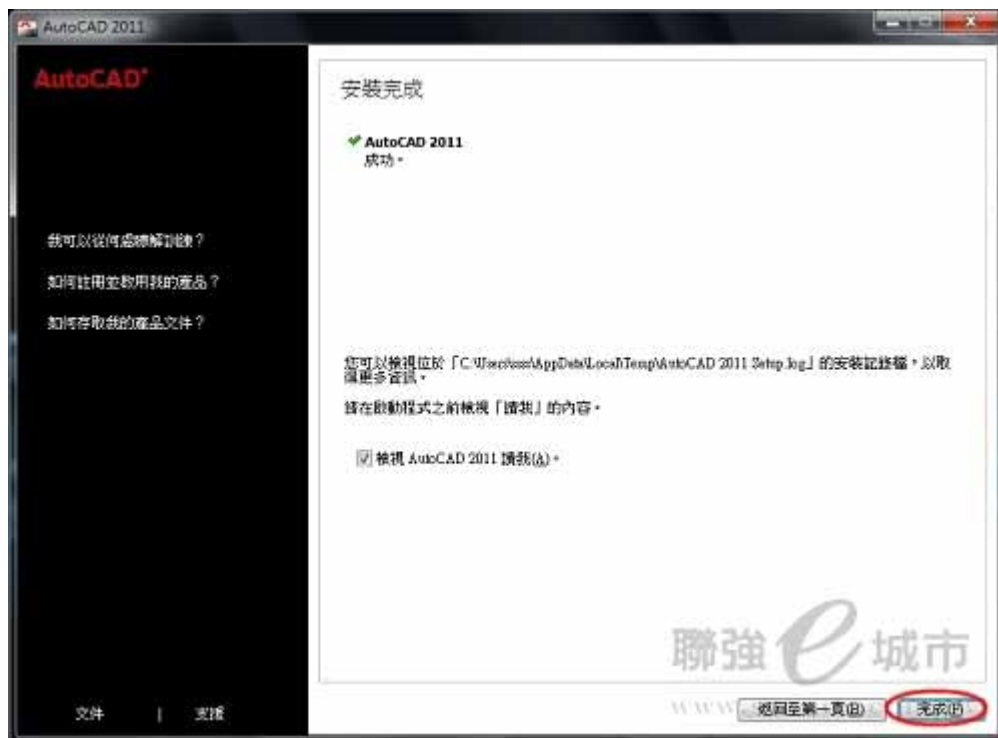 AutoCAD 2011
AutoCAD
安裝完成
AutoCAD 2011
成功。
我可以從何處瞭解訓練？
如何註冊並啟用我的產品？
如何存取我的產品文件？
您可以檢視位於「C:\Users\sss\AppData\Local\Temp\AutoCAD 2011 Setup.log」的安裝記錄檔，以取
得更多資訊。
請在啟動程式之前檢視「讀我」的內容。
檢視 AutoCAD 2011 讀我(A)。
聯強e城市
www
文件 | 支援
返回至第一頁(B)
完成(F)